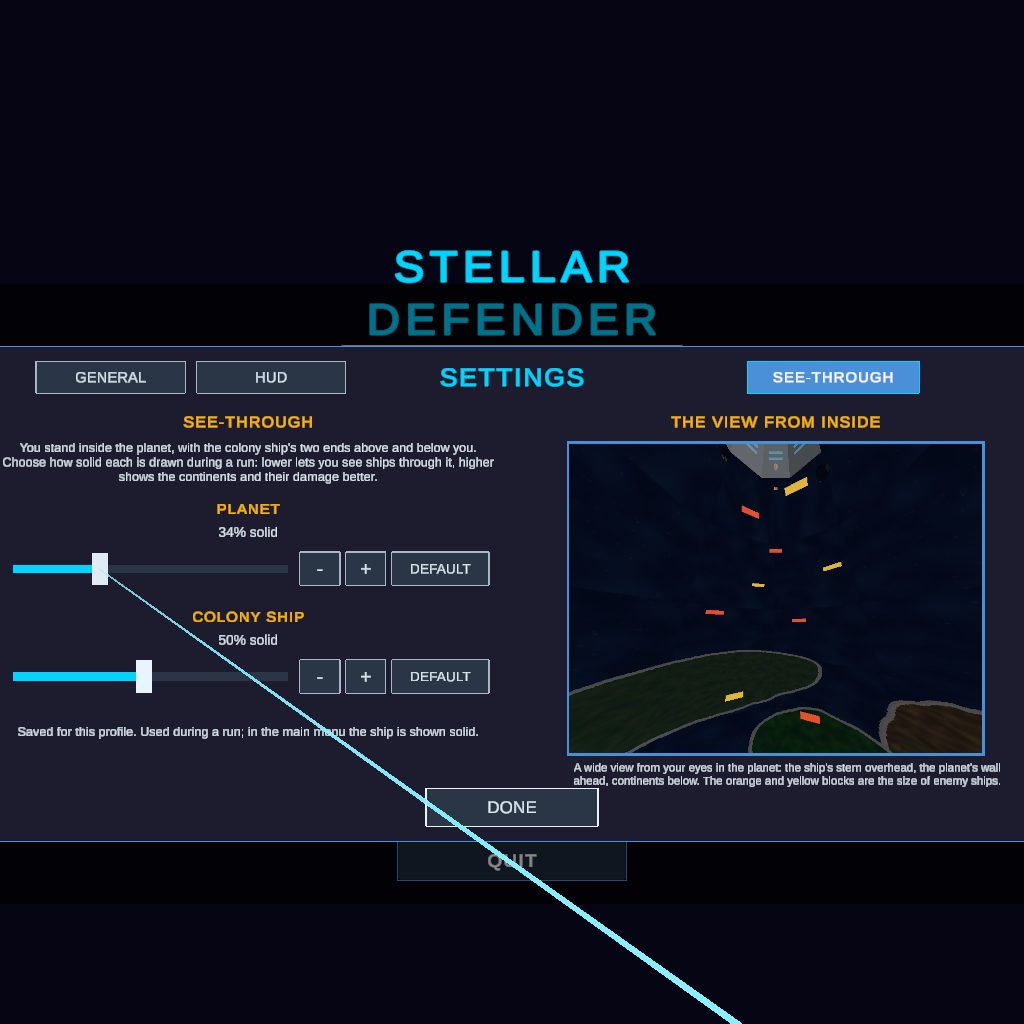 STELLAR
DEFENDER
GENERAL
HUD
SETTINGS
SEE-THROUGH
SEE-THROUGH
You stand inside the planet, with the colony ship's two ends above and below you.
Choose how solid each is drawn during a run: lower lets you see ships through it, higher
shows the continents and their damage better.
PLANET
34% solid
-
+
DEFAULT
COLONY SHIP
50% solid
-
+
DEFAULT
Saved for this profile. Used during a run; in the main menu the ship is shown solid.
THE VIEW FROM INSIDE
A wide view from your eyes in the planet: the ship's stern overhead, the planet's wall
ahead, continents below. The orange and yellow blocks are the size of enemy ships.
DONE
QUIT